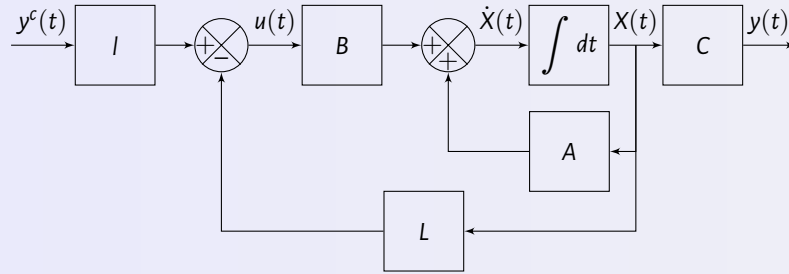 y^c(t) l + − u(t) B + + Ẋ(t) ∫ dt X(t) C y(t)
A
L